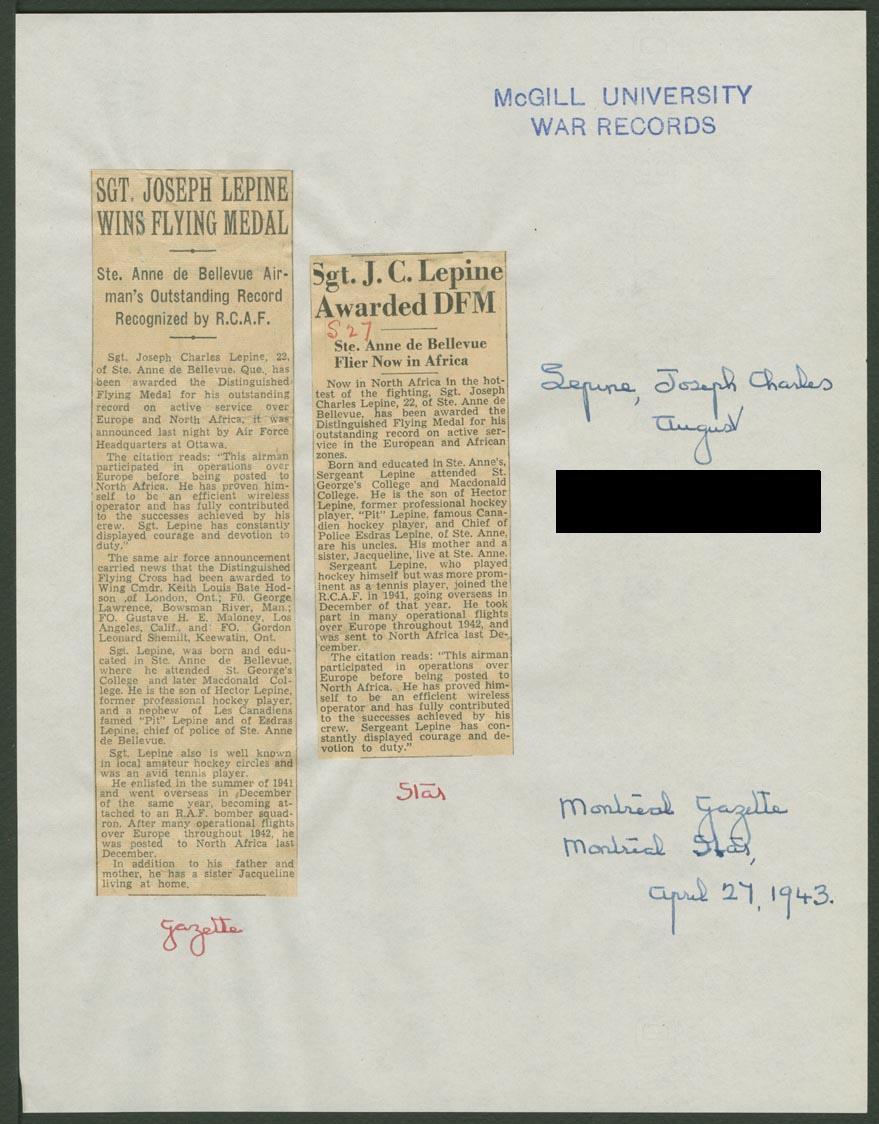 McGILL UNIVERSITY
WAR RECORDS
SGT. JOSEPH LEPINE
WINS FLYING MEDAL
Ste. Anne de Bellevue Air-
man's Outstanding Record
Recognized by R.C.A.F.
Sgt. Joseph Charles Lepine, 22,
of Ste. Anne de Bellevue, Que., has
been awarded the Distinguished
Flying Medal for his outstanding
record on active service over
Europe and North Africa, it was
announced last night by Air Force
Headquarters at Ottawa.
The citation reads: "This airman
participated in operations over
Europe before being posted to
North Africa. He has proven him-
self to be an efficient wireless
operator and has fully contributed
to the successes achieved by his
crew. Sgt. Lepine has constantly
displayed courage and devotion to
duty."
The same air force announcement
carried news that the Distinguished
Flying Cross had been awarded to
Wing Cmdr. Keith Louis Bate Hod-
son ,of London, Ont.; F0. George
Lawrence, Bowsman River, Man.;
FO. Gustave H. E. Maloney, Los
Angeles, Calif., and FO. Gordon
Leonard Shemilt, Keewatin, Ont.
Sgt. Lepine, was born and edu-
cated in Ste. Anne de Bellevue,
where he attended St. George's
College and later Macdonald Col-
lege. He is the son of Hector Lepine,
former professional hockey player,
and a nephew of Les Canadiens
famed "Pit" Lepine and of Esdras
Lepine, chief of police of Ste. Anne
de Bellevue.
Sgt. Lepine also is well known
in local amateur hockey circles and
was an avid tennis player.
He enlisted in the summer of 1941
and went overseas in December
of the same year, becoming at-
tached to an R.A.F. bomber squad-
ron. After many operational flights
over Europe throughout 1942, he
was posted to North Africa last
December.
In addition to his father and
mother, he has a sister Jacqueline
living at home.
Gazette
Sgt. J. C. Lepine
Awarded DFM
S 27
Ste. Anne de Bellevue
Flier Now in Africa
Now in North Africa in the hot-
test of the fighting, Sgt. Joseph
Charles Lepine, 22, of Ste. Anne de
Bellevue, has been awarded the
Distinguished Flying Medal for his
outstanding record on active ser-
vice in the European and African
zones.
Born and educated in Ste. Anne's,
Sergeant Lepine attended St.
George's College and Macdonald
College. He is the son of Hector
Lepine, former professional hockey
player. "Pit" Lepine, famous Cana-
dien hockey player, and Chief of
Police Esdras Lepine, of Ste. Anne,
are his uncles. His mother and a
sister, Jacqueline, live at Ste. Anne.
Sergeant Lepine, who played
hockey himself but was more prom-
inent as a tennis player, joined the
R.C.A.F. in 1941, going overseas in
December of that year. He took
part in many operational flights
over Europe throughout 1942, and
was sent to North Africa last De-
cember.
The citation reads: "This airman
participated in operations over
Europe before being posted to
North Africa. He has proved him-
self to be an efficient wireless
operator and has fully contributed
to the successes achieved by his
crew. Sergeant Lepine has con-
stantly displayed courage and de-
votion to duty."
Star
Lepine, Joseph Charles
August
Montreal Gazette
Montreal Star,
April 27, 1943.